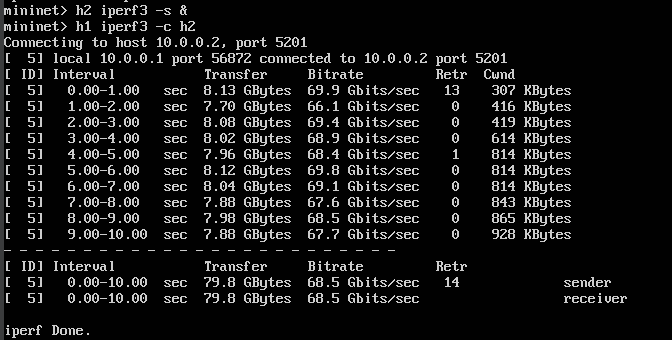 mininet> h2 iperf3 -s &
mininet> h1 iperf3 -c h2
Connecting to host 10.0.0.2, port 5201
[  5] local 10.0.0.1 port 56872 connected to 10.0.0.2 port 5201
[ ID] Interval           Transfer     Bitrate         Retr  Cwnd
[  5]   0.00-1.00   sec  8.13 GBytes  69.9 Gbits/sec   13    307 KBytes
[  5]   1.00-2.00   sec  7.70 GBytes  66.1 Gbits/sec    0    416 KBytes
[  5]   2.00-3.00   sec  8.08 GBytes  69.4 Gbits/sec    0    419 KBytes
[  5]   3.00-4.00   sec  8.02 GBytes  68.9 Gbits/sec    0    614 KBytes
[  5]   4.00-5.00   sec  7.96 GBytes  68.4 Gbits/sec    1    814 KBytes
[  5]   5.00-6.00   sec  8.12 GBytes  69.8 Gbits/sec    0    814 KBytes
[  5]   6.00-7.00   sec  8.04 GBytes  69.1 Gbits/sec    0    814 KBytes
[  5]   7.00-8.00   sec  7.88 GBytes  67.6 Gbits/sec    0    843 KBytes
[  5]   8.00-9.00   sec  7.98 GBytes  68.5 Gbits/sec    0    865 KBytes
[  5]   9.00-10.00  sec  7.88 GBytes  67.7 Gbits/sec    0    928 KBytes
- - - - - - - - - - - - - - - - - - - - - - - - -
[ ID] Interval           Transfer     Bitrate         Retr
[  5]   0.00-10.00  sec  79.8 GBytes  68.5 Gbits/sec   14             sender
[  5]   0.00-10.00  sec  79.8 GBytes  68.5 Gbits/sec                  receiver
iperf Done.